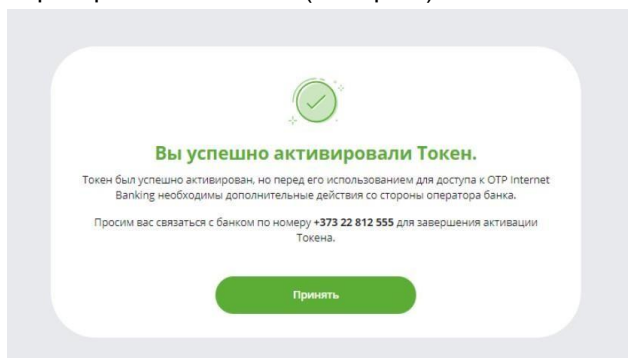 Вы успешно активировали Токен.
Токен был успешно активирован, но перед его использованием для доступа к OTP Internet
Banking необходимы дополнительные действия со стороны оператора банка.
Просим вас связаться с банком по номеру +373 22 812 555 для завершения активации
Токена.
Принять